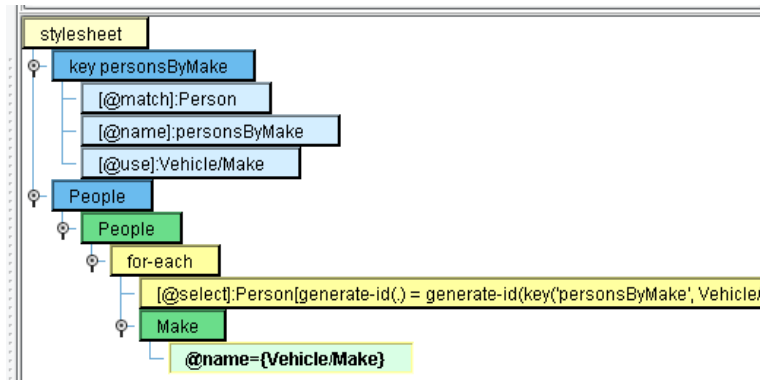 stylesheet
key personsByMake
[@match]:Person
[@name]:personsByMake
[@use]:Vehicle/Make
People
People
for-each
[@select]:Person[generate-id(.) = generate-id(key('personsByMake', Vehicle/
Make
@name={Vehicle/Make}